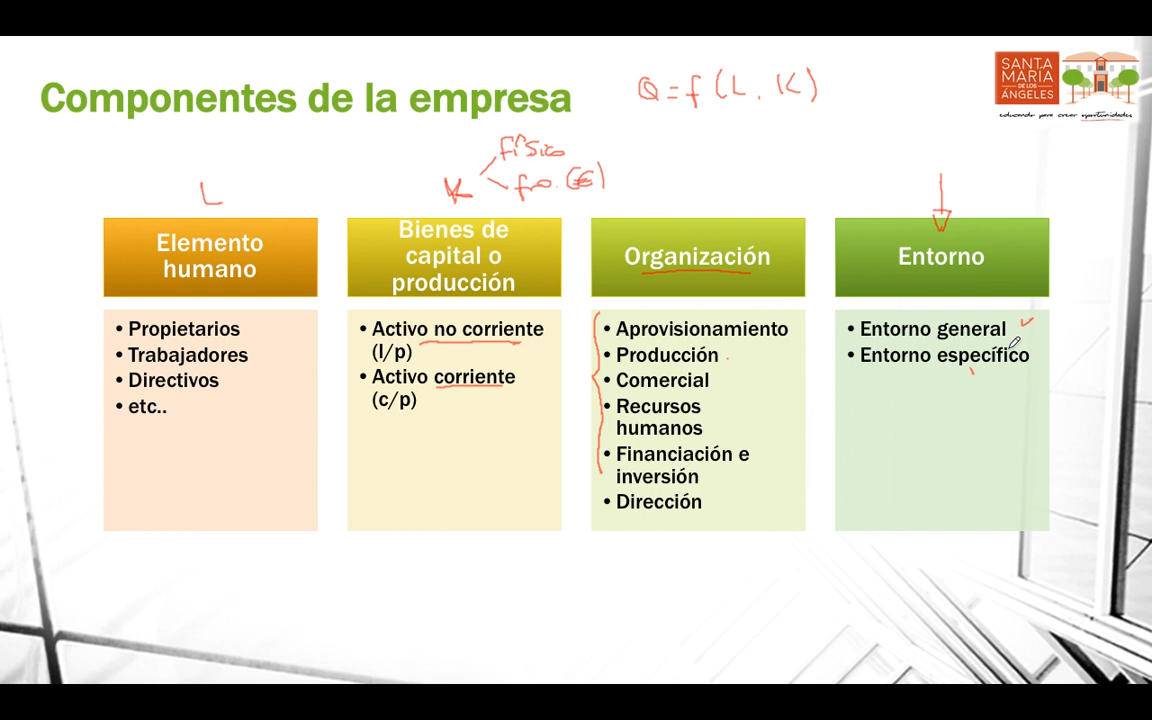 Componentes de la empresa
Q = f (L, K)
SANTA
MARIA
DE LOS
ÁNGELES
educando para crear oportunidades
físico
K
fro. (€)
L
Elemento
humano
• Propietarios
• Trabajadores
• Directivos
• etc..
Bienes de
capital o
producción
• Activo no corriente
(l/p)
• Activo corriente
(c/p)
Organización
• Aprovisionamiento
• Producción
• Comercial
• Recursos
humanos
• Financiación e
inversión
• Dirección
Entorno
• Entorno general
• Entorno específico